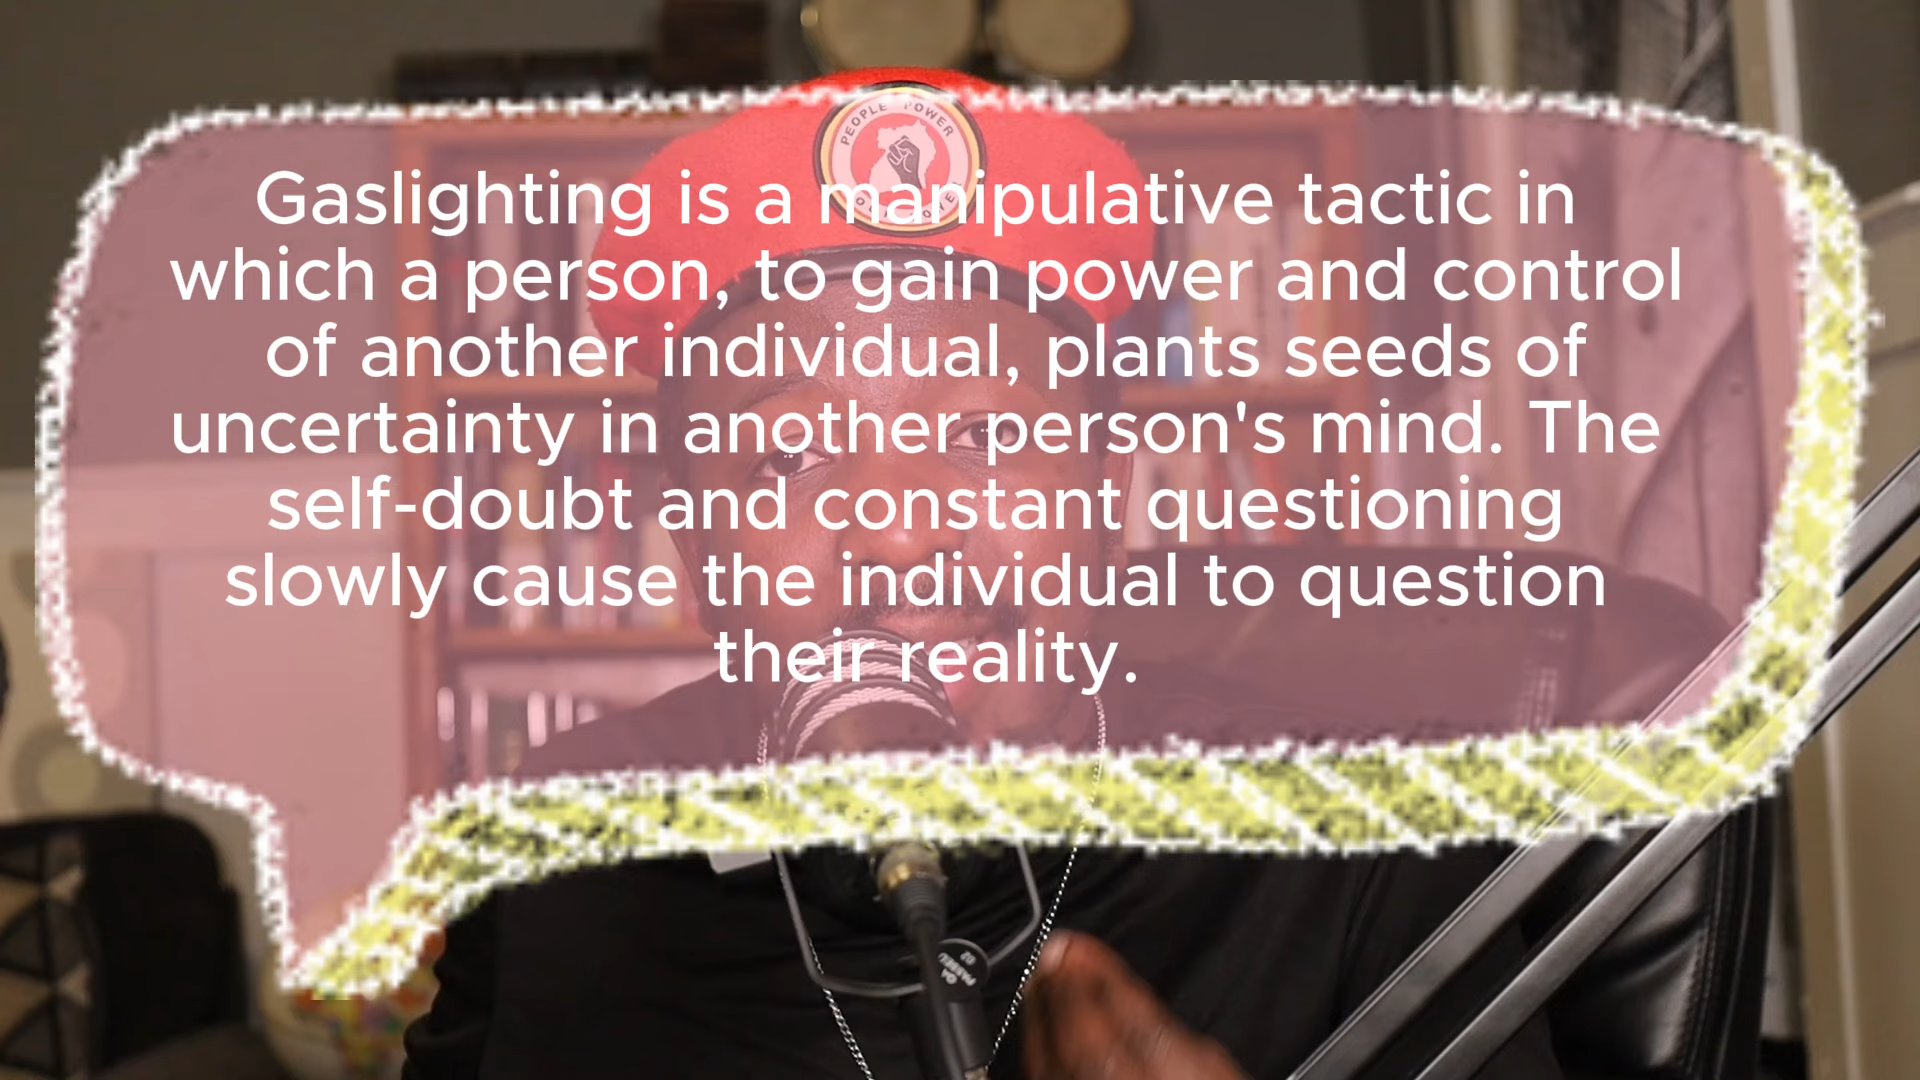 PEOPLE POWER
Gaslighting is a manipulative tactic in
which a person, to gain power and control
of another individual, plants seeds of
uncertainty in another person's mind. The
self-doubt and constant questioning
slowly cause the individual to question
their reality.